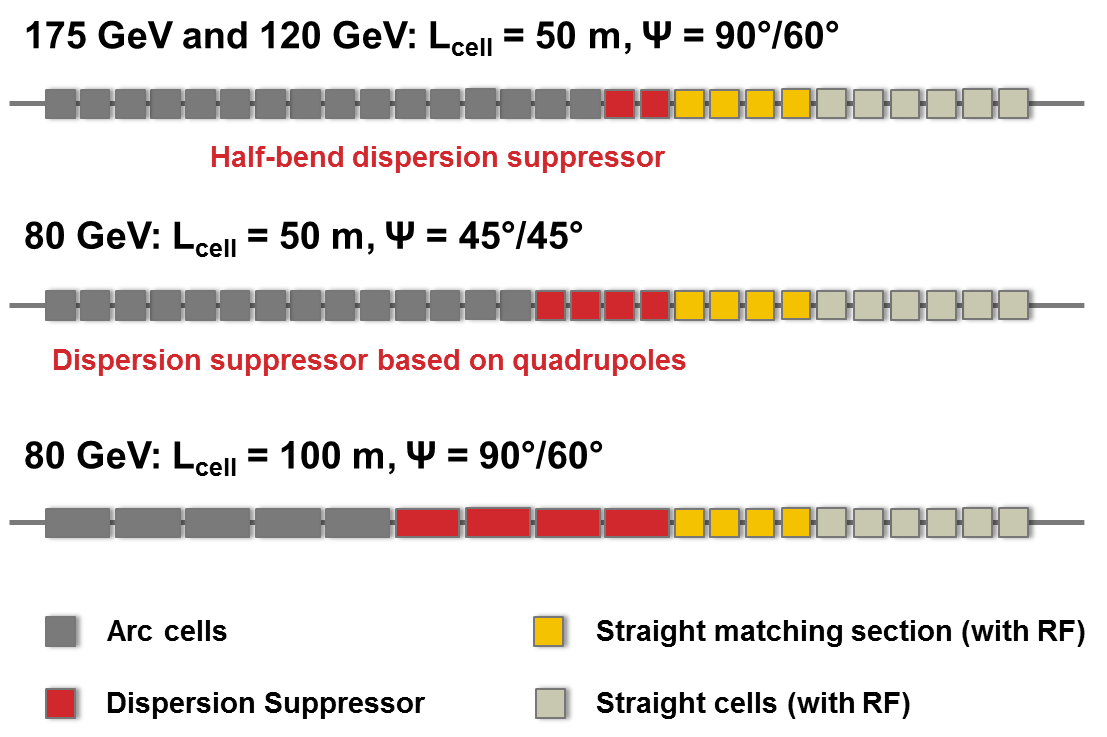 175 GeV and 120 GeV: Lcell = 50 m, Ψ = 90°/60°
Half-bend dispersion suppressor
80 GeV: Lcell = 50 m, Ψ = 45°/45°
Dispersion suppressor based on quadrupoles
80 GeV: Lcell = 100 m, Ψ = 90°/60°
Arc cells
Straight matching section (with RF)
Dispersion Suppressor
Straight cells (with RF)